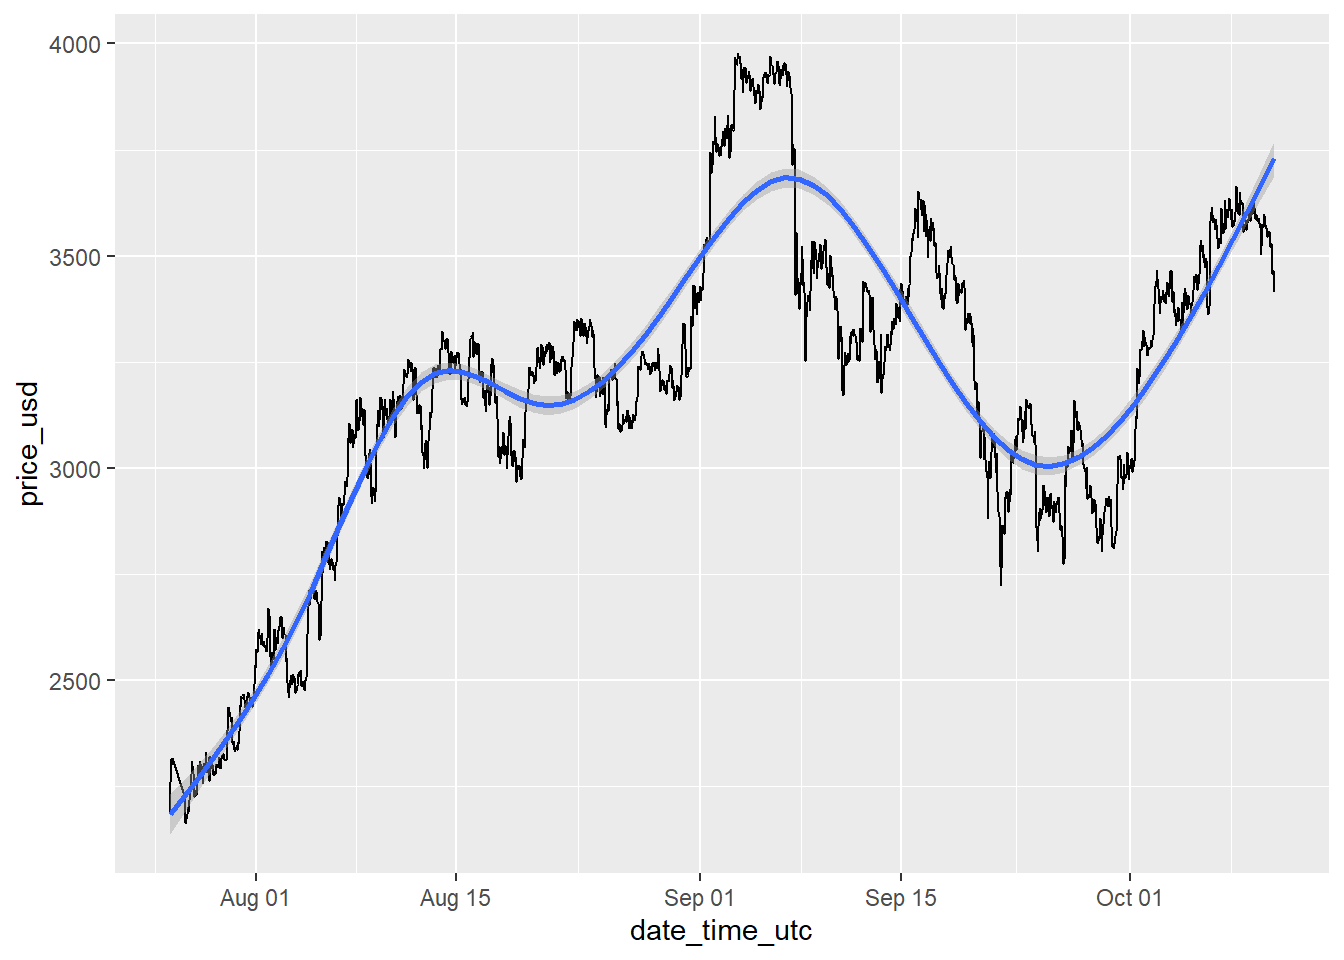 4000
3500
3000
2500
price_usd
Aug 01
Aug 15
Sep 01
Sep 15
Oct 01
date_time_utc